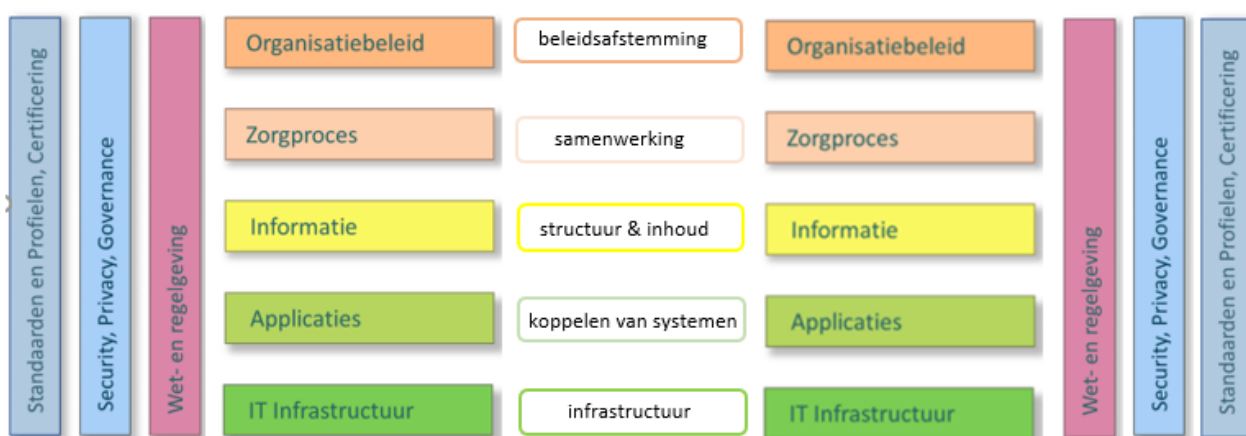 Standaarden en Profielen, Certificering
Security, Privacy, Governance
Wet- en regelgeving
Organisatiebeleid
beleidsafstemming
Organisatiebeleid
Zorgproces
samenwerking
Zorgproces
Informatie
structuur & inhoud
Informatie
Applicaties
koppelen van systemen
Applicaties
IT Infrastructuur
infrastructuur
IT Infrastructuur
Wet- en regelgeving
Security, Privacy, Governance
Standaarden en Profielen, Certificering